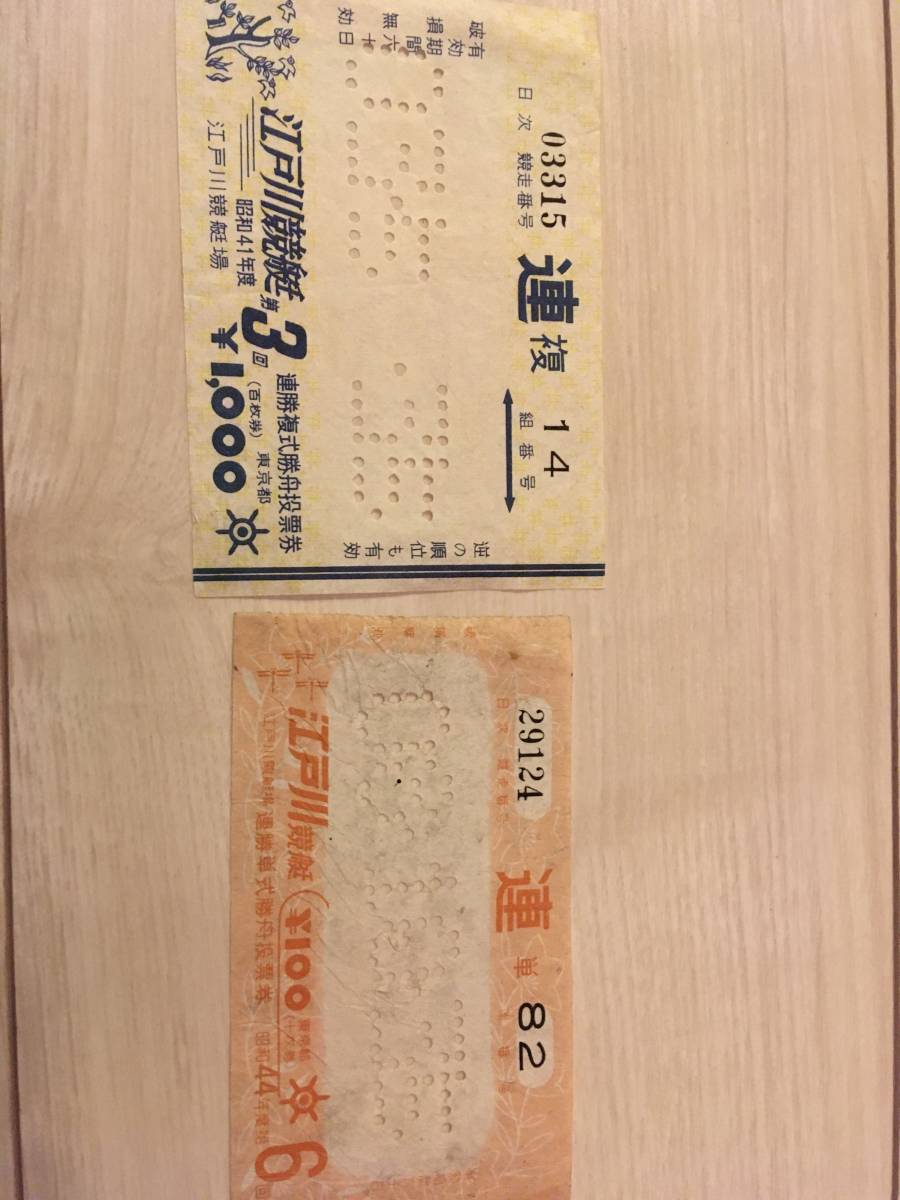 03315
連複
14
日次 競走番号
組番号
有効期間六十日
破損無効
逆の順位も有効
江戸川競艇 第3回
連勝複式勝舟投票券
昭和41年度
(百枚券) 東京都
江戸川競艇場
¥1,000
29124
連単
82
日次
江戸川競艇
¥100
連勝単式勝舟投票券
昭和44年度
6回